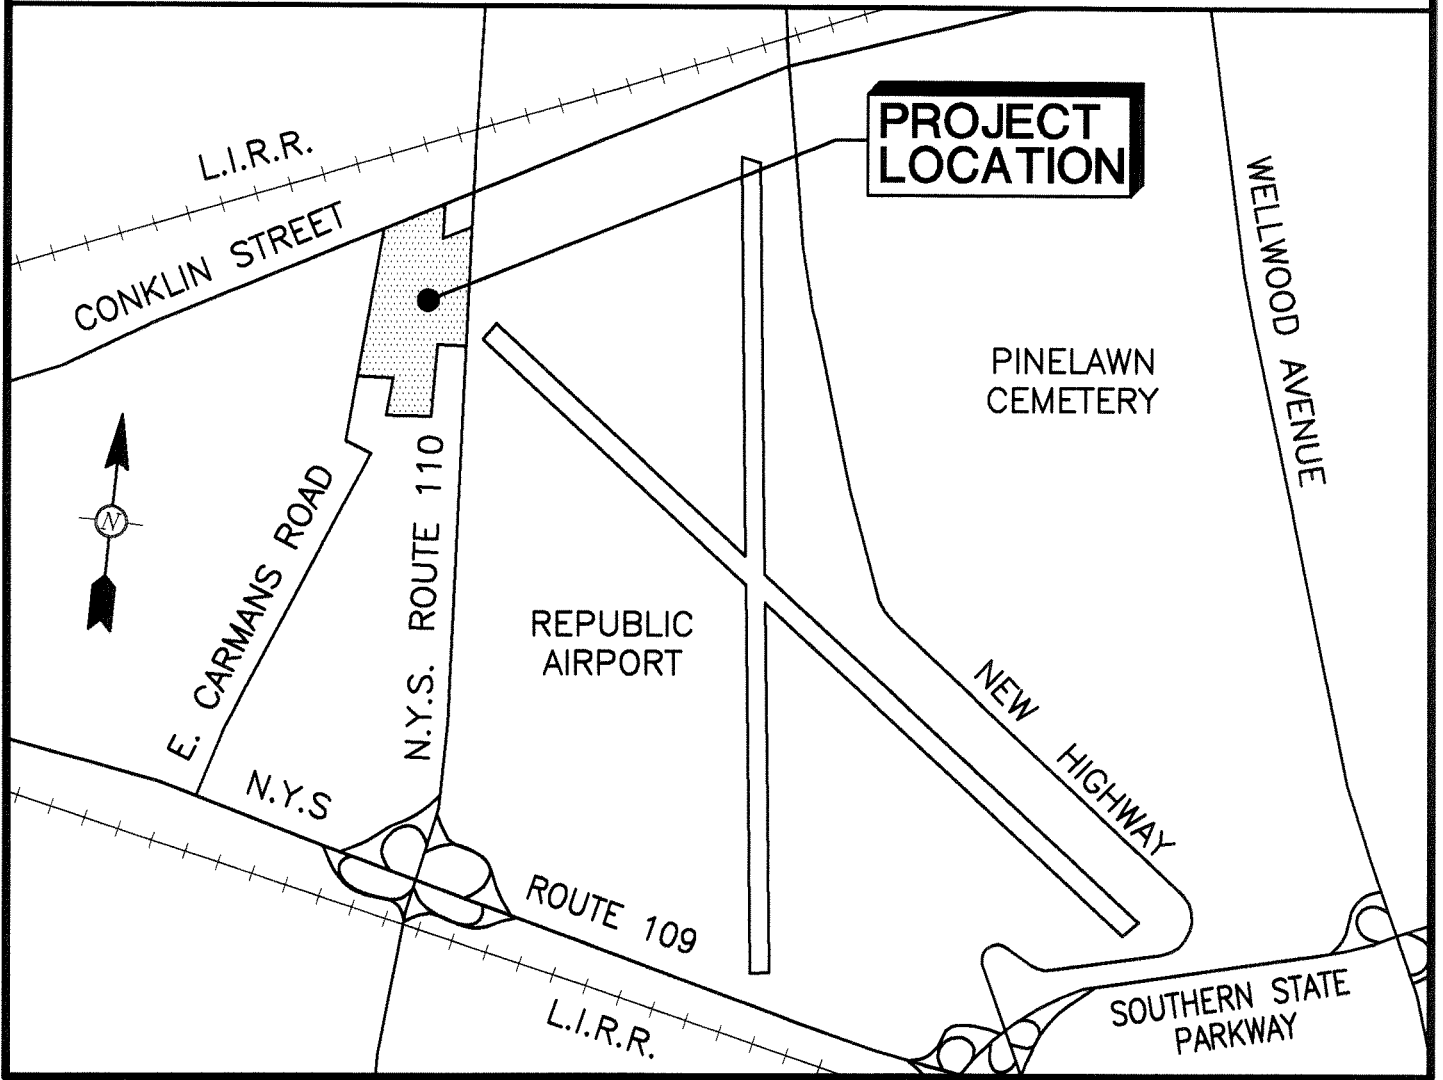 PROJECT
LOCATION
L.I.R.R.
CONKLIN STREET
WELLWOOD AVENUE
PINELAWN
CEMETERY
N
E. CARMANS ROAD
N.Y.S. ROUTE 110
REPUBLIC
AIRPORT
NEW HIGHWAY
N.Y.S
ROUTE 109
L.I.R.R.
SOUTHERN STATE
PARKWAY